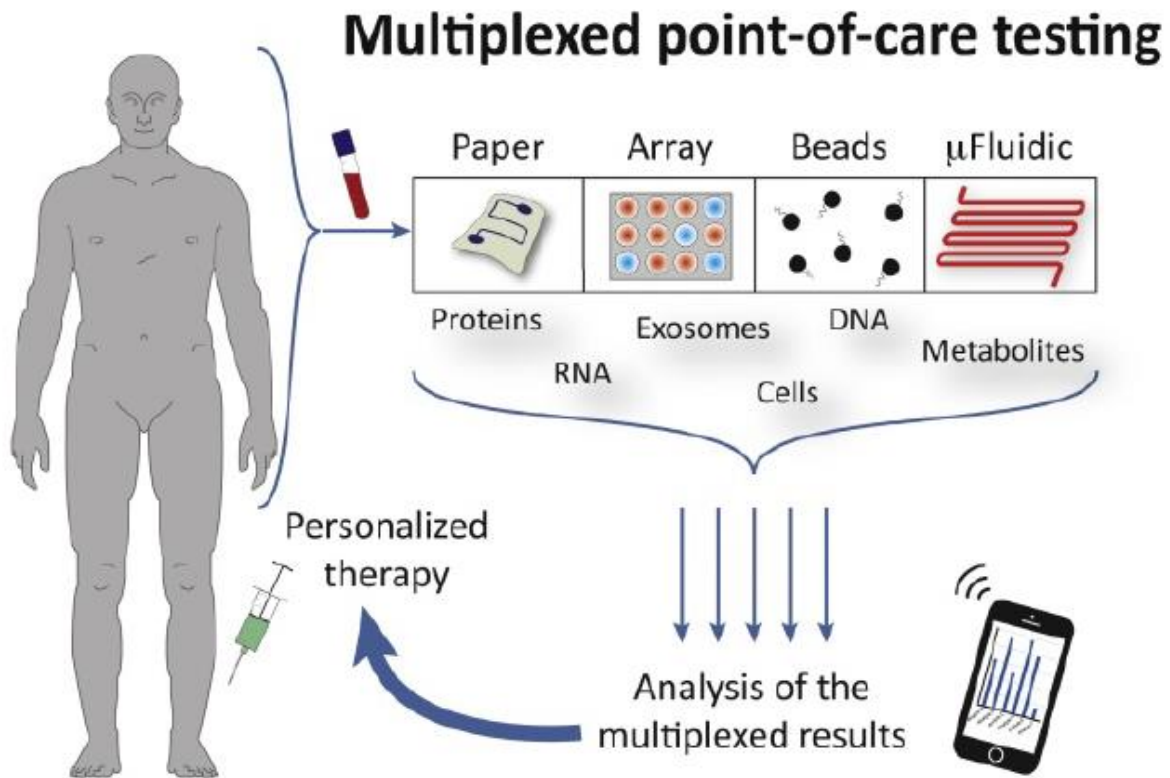 Multiplexed point-of-care testing
Paper Array Beads μFluidic
Proteins Exosomes DNA Metabolites
RNA Cells
Personalized
therapy
Analysis of the
multiplexed results